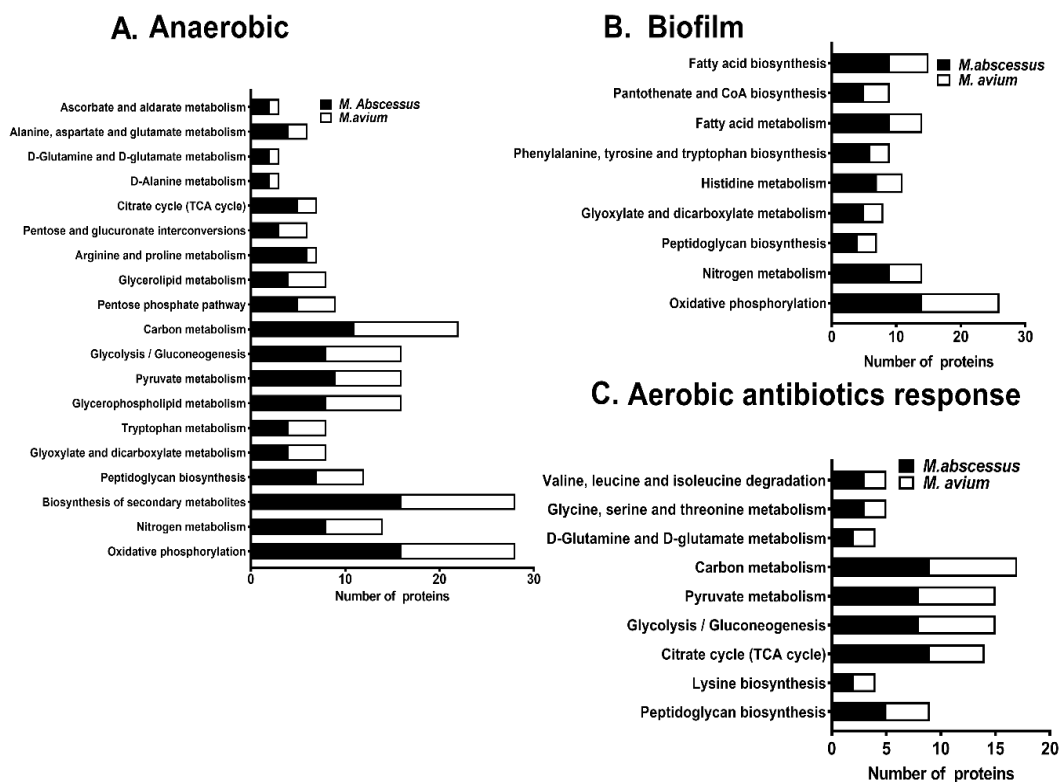 A. Anaerobic
Ascorbate and aldarate metabolism
Alanine, aspartate and glutamate metabolism
D-Glutamine and D-glutamate metabolism
D-Alanine metabolism
Citrate cycle (TCA cycle)
Pentose and glucuronate interconversions
Arginine and proline metabolism
Glycerolipid metabolism
Pentose phosphate pathway
Carbon metabolism
Glycolysis / Gluconeogenesis
Pyruvate metabolism
Glycerophospholipid metabolism
Tryptophan metabolism
Glyoxylate and dicarboxylate metabolism
Peptidoglycan biosynthesis
Biosynthesis of secondary metabolites
Nitrogen metabolism
Oxidative phosphorylation
M. Abscessus
M.avium
0 10 20 30
Number of proteins
B. Biofilm
Fatty acid biosynthesis
Pantothenate and CoA biosynthesis
Fatty acid metabolism
Phenylalanine, tyrosine and tryptophan biosynthesis
Histidine metabolism
Glyoxylate and dicarboxylate metabolism
Peptidoglycan biosynthesis
Nitrogen metabolism
Oxidative phosphorylation
M.abscessus
M. avium
0 10 20 30
Number of proteins
C. Aerobic antibiotics response
Valine, leucine and isoleucine degradation
Glycine, serine and threonine metabolism
D-Glutamine and D-glutamate metabolism
Carbon metabolism
Pyruvate metabolism
Glycolysis / Gluconeogenesis
Citrate cycle (TCA cycle)
Lysine biosynthesis
Peptidoglycan biosynthesis
M.abscessus
M. avium
0 5 10 15 20
Number of proteins